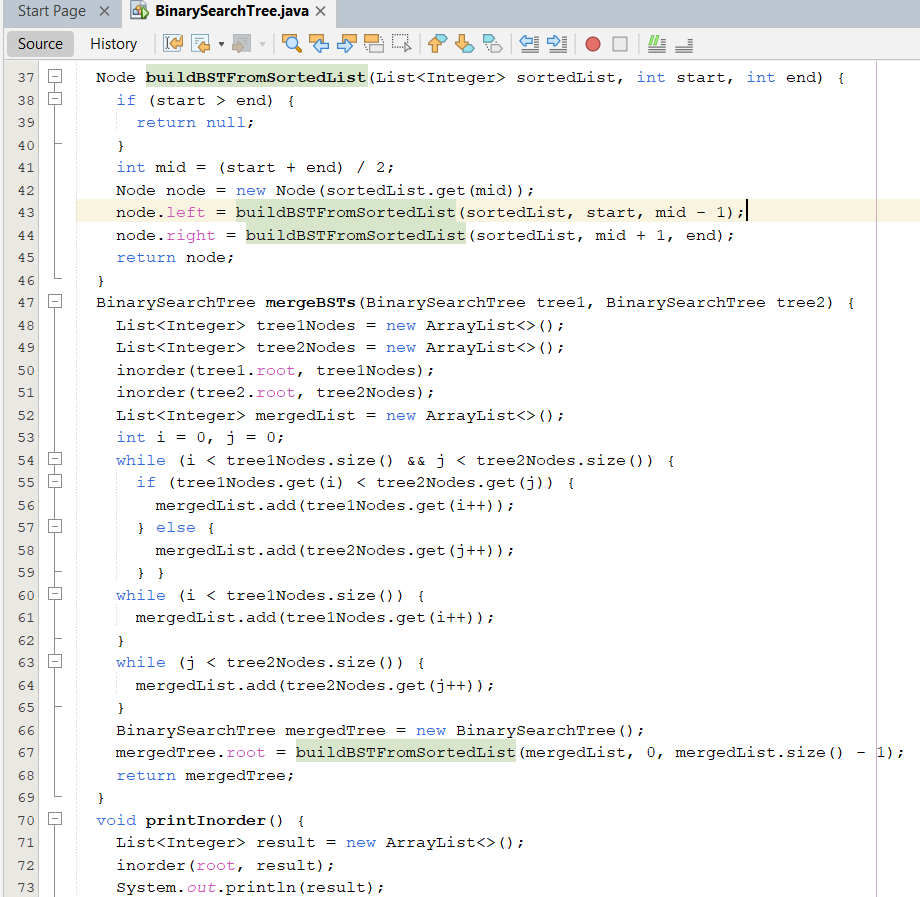 Start Page × BinarySearchTree.java ×
Source History
37 Node buildBSTFromSortedList(List<Integer> sortedList, int start, int end) {
38 if (start > end) {
39 return null;
40 }
41 int mid = (start + end) / 2;
42 Node node = new Node(sortedList.get(mid));
43 node.left = buildBSTFromSortedList(sortedList, start, mid - 1);
44 node.right = buildBSTFromSortedList(sortedList, mid + 1, end);
45 return node;
46 }
47 BinarySearchTree mergeBSTs(BinarySearchTree tree1, BinarySearchTree tree2) {
48 List<Integer> tree1Nodes = new ArrayList<>();
49 List<Integer> tree2Nodes = new ArrayList<>();
50 inorder(tree1.root, tree1Nodes);
51 inorder(tree2.root, tree2Nodes);
52 List<Integer> mergedList = new ArrayList<>();
53 int i = 0, j = 0;
54 while (i < tree1Nodes.size() && j < tree2Nodes.size()) {
55 if (tree1Nodes.get(i) < tree2Nodes.get(j)) {
56 mergedList.add(tree1Nodes.get(i++));
57 } else {
58 mergedList.add(tree2Nodes.get(j++));
59 } }
60 while (i < tree1Nodes.size()) {
61 mergedList.add(tree1Nodes.get(i++));
62 }
63 while (j < tree2Nodes.size()) {
64 mergedList.add(tree2Nodes.get(j++));
65 }
66 BinarySearchTree mergedTree = new BinarySearchTree();
67 mergedTree.root = buildBSTFromSortedList(mergedList, 0, mergedList.size() - 1);
68 return mergedTree;
69 }
70 void printInorder() {
71 List<Integer> result = new ArrayList<>();
72 inorder(root, result);
73 System.out.println(result);